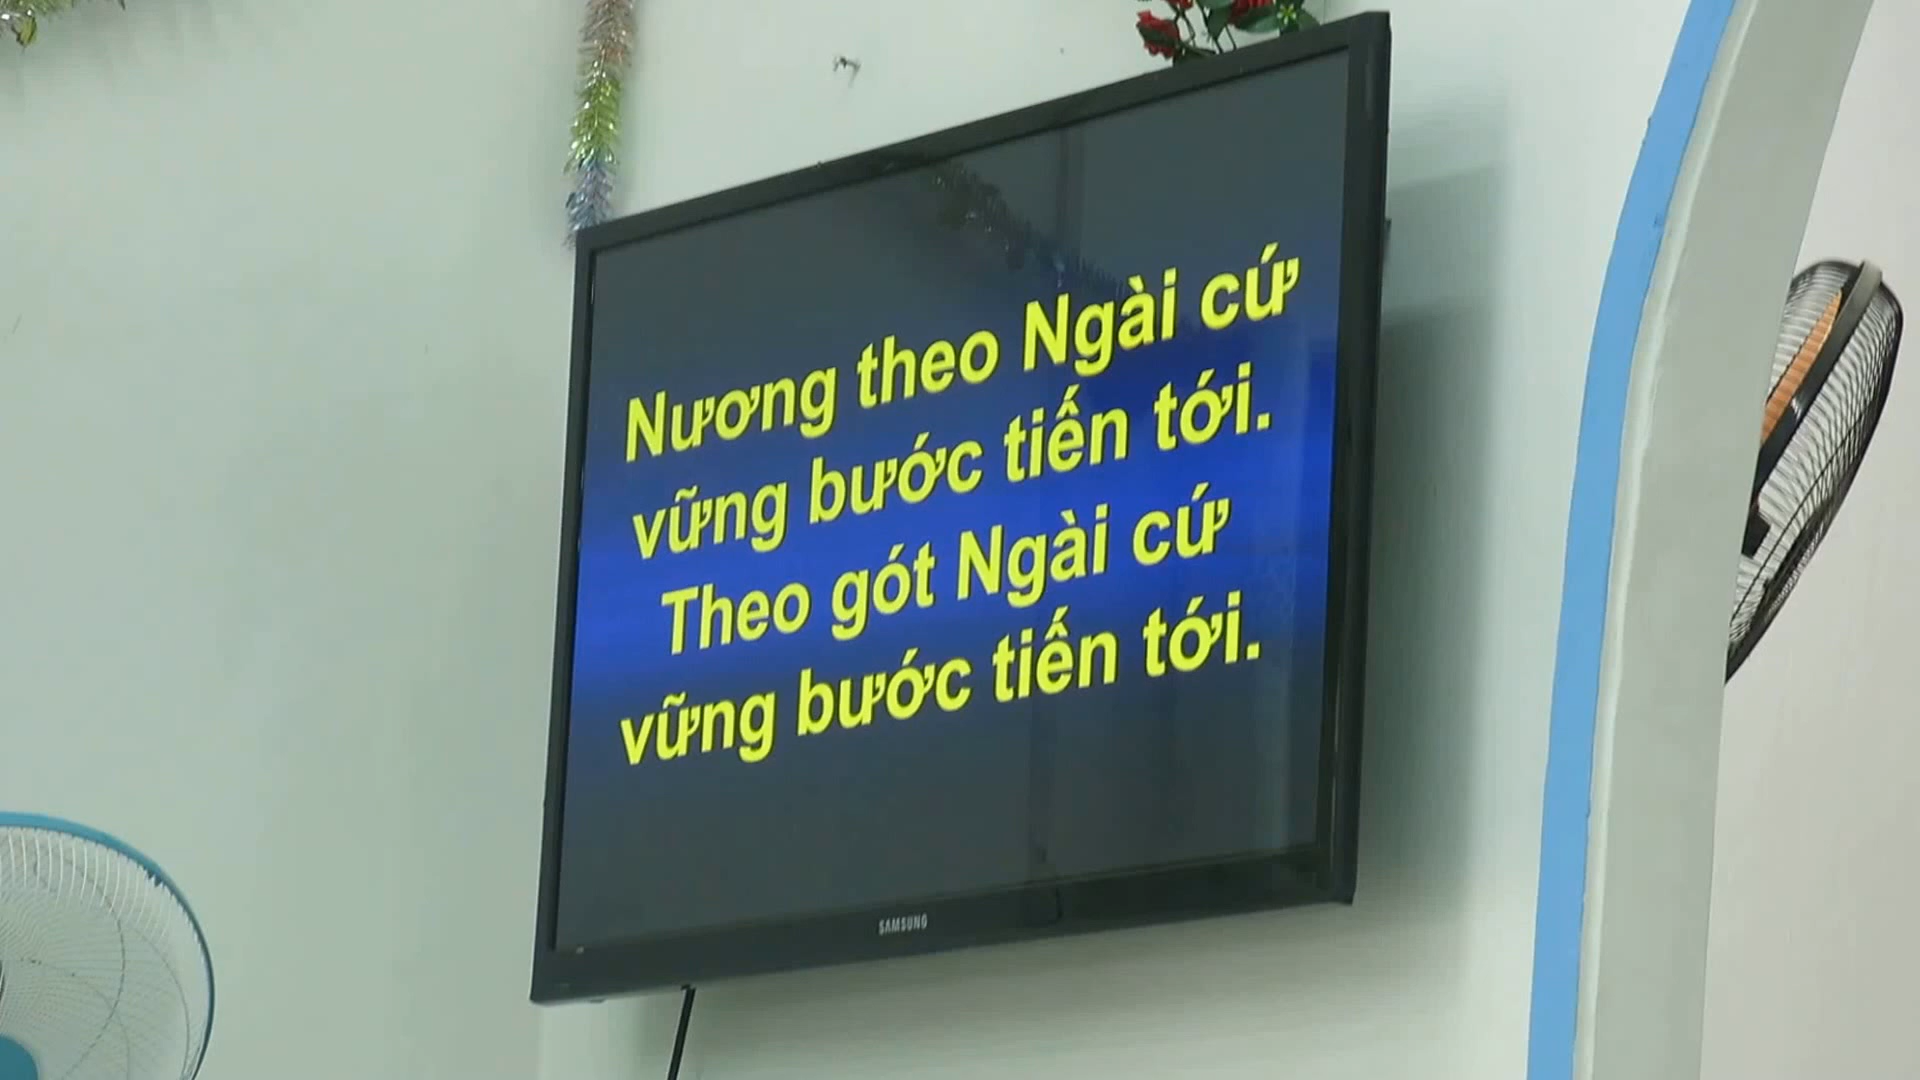 Nương theo Ngài cứ
vững bước tiến tới.
Theo gót Ngài cứ
vững bước tiến tới.
SAMSUNG